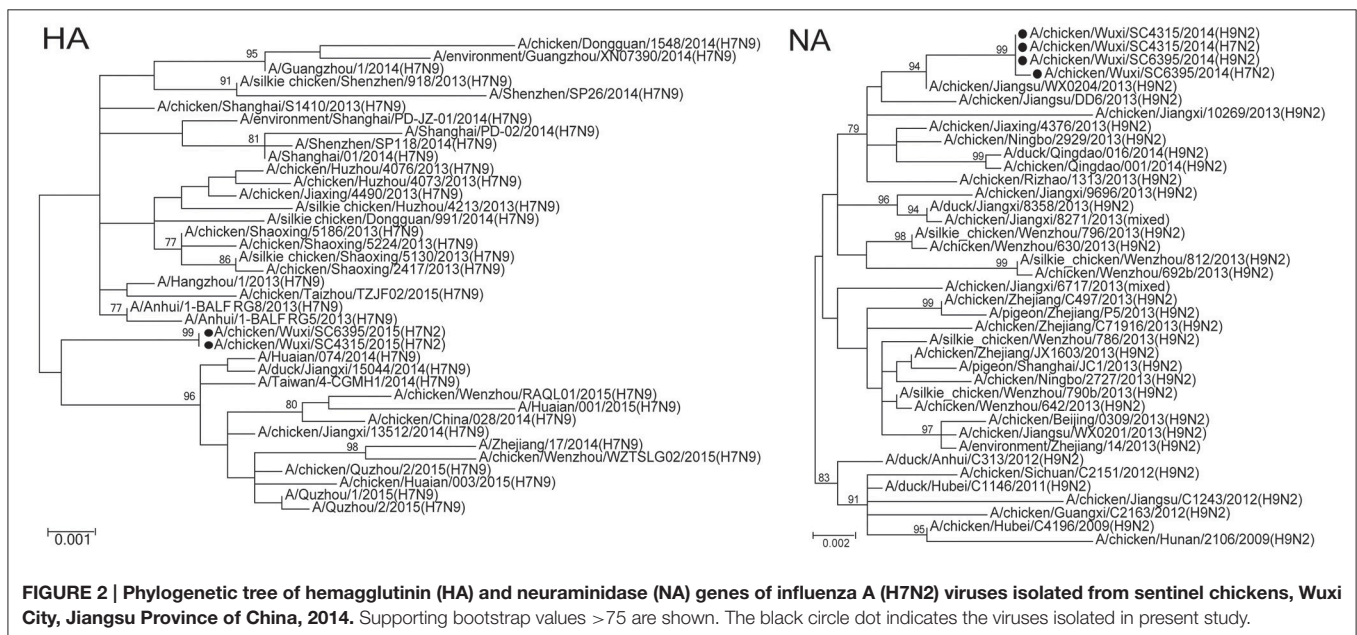 HA
95
A/chicken/Dongguan/1548/2014(H7N9)
A/environment/Guangzhou/XN07390/2014(H7N9)
A/Guangzhou/1/2014(H7N9)
91
A/silkie chicken/Shenzhen/918/2013(H7N9)
A/Shenzhen/SP26/2014(H7N9)
A/chicken/Shanghai/S1410/2013(H7N9)
A/environment/Shanghai/PD-JZ-01/2014(H7N9)
81
A/Shanghai/PD-02/2014(H7N9)
A/Shenzhen/SP118/2014(H7N9)
A/Shanghai/01/2014(H7N9)
A/chicken/Huzhou/4076/2013(H7N9)
A/chicken/Huzhou/4073/2013(H7N9)
A/chicken/Jiaxing/4490/2013(H7N9)
A/silkie chicken/Huzhou/4213/2013(H7N9)
A/silkie chicken/Dongguan/991/2014(H7N9)
A/chicken/Shaoxing/5186/2013(H7N9)
77
A/chicken/Shaoxing/5224/2013(H7N9)
A/silkie chicken/Shaoxing/5130/2013(H7N9)
86
A/chicken/Shaoxing/2417/2013(H7N9)
A/Hangzhou/1/2013(H7N9)
A/chicken/Taizhou/TZJF02/2015(H7N9)
77
A/Anhui/1-BALF RG8/2013(H7N9)
A/Anhui/1-BALF RG5/2013(H7N9)
99
A/chicken/Wuxi/SC6395/2015(H7N2)
A/chicken/Wuxi/SC4315/2015(H7N2)
A/Huaian/074/2014(H7N9)
A/duck/Jiangxi/15044/2014(H7N9)
A/Taiwan/4-CGMH1/2014(H7N9)
96
A/chicken/Wenzhou/RAQL01/2015(H7N9)
80
A/Huaian/001/2015(H7N9)
A/chicken/China/028/2014(H7N9)
A/chicken/Jiangxi/13512/2014(H7N9)
98
A/Zhejiang/17/2014(H7N9)
A/chicken/Wenzhou/WZTSLG02/2015(H7N9)
A/chicken/Quzhou/2/2015(H7N9)
A/chicken/Huaian/003/2015(H7N9)
A/Quzhou/1/2015(H7N9)
A/Quzhou/2/2015(H7N9)
0.001
NA
A/chicken/Wuxi/SC4315/2014(H9N2)
99
A/chicken/Wuxi/SC4315/2014(H7N2)
A/chicken/Wuxi/SC6395/2014(H9N2)
94
A/chicken/Wuxi/SC6395/2014(H7N2)
A/chicken/Jiangsu/WX0204/2013(H9N2)
A/chicken/Jiangsu/DD6/2013(H9N2)
A/chicken/Jiangxi/10269/2013(H9N2)
79
A/chicken/Jiaxing/4376/2013(H9N2)
A/chicken/Ningbo/2929/2013(H9N2)
99
A/duck/Qingdao/016/2014(H9N2)
A/chicken/Qingdao/001/2014(H9N2)
A/chicken/Rizhao/1313/2013(H9N2)
A/chicken/Jiangxi/9696/2013(H9N2)
96
A/duck/Jiangxi/8358/2013(H9N2)
94
A/chicken/Jiangxi/8271/2013(mixed)
98
A/silkie_chicken/Wenzhou/796/2013(H9N2)
A/chicken/Wenzhou/630/2013(H9N2)
99
A/silkie_chicken/Wenzhou/812/2013(H9N2)
A/chicken/Wenzhou/692b/2013(H9N2)
A/chicken/Jiangxi/6717/2013(mixed)
99
A/chicken/Zhejiang/C497/2013(H9N2)
A/pigeon/Zhejiang/P5/2013(H9N2)
A/chicken/Zhejiang/C71916/2013(H9N2)
A/silkie_chicken/Wenzhou/786/2013(H9N2)
A/chicken/Zhejiang/JX1603/2013(H9N2)
A/pigeon/Shanghai/JC1/2013(H9N2)
A/chicken/Ningbo/2727/2013(H9N2)
A/silkie_chicken/Wenzhou/790b/2013(H9N2)
A/chicken/Wenzhou/642/2013(H9N2)
A/chicken/Beijing/0309/2013(H9N2)
97
A/chicken/Jiangsu/WX0201/2013(H9N2)
A/environment/Zhejiang/14/2013(H9N2)
A/duck/Anhui/C313/2012(H9N2)
83
A/chicken/Sichuan/C2151/2012(H9N2)
A/duck/Hubei/C1146/2011(H9N2)
91
A/chicken/Jiangsu/C1243/2012(H9N2)
A/chicken/Guangxi/C2163/2012(H9N2)
95
A/chicken/Hubei/C4196/2009(H9N2)
A/chicken/Hunan/2106/2009(H9N2)
0.002
FIGURE 2 | Phylogenetic tree of hemagglutinin (HA) and neuraminidase (NA) genes of influenza A (H7N2) viruses isolated from sentinel chickens, Wuxi
City, Jiangsu Province of China, 2014. Supporting bootstrap values >75 are shown. The black circle dot indicates the viruses isolated in present study.